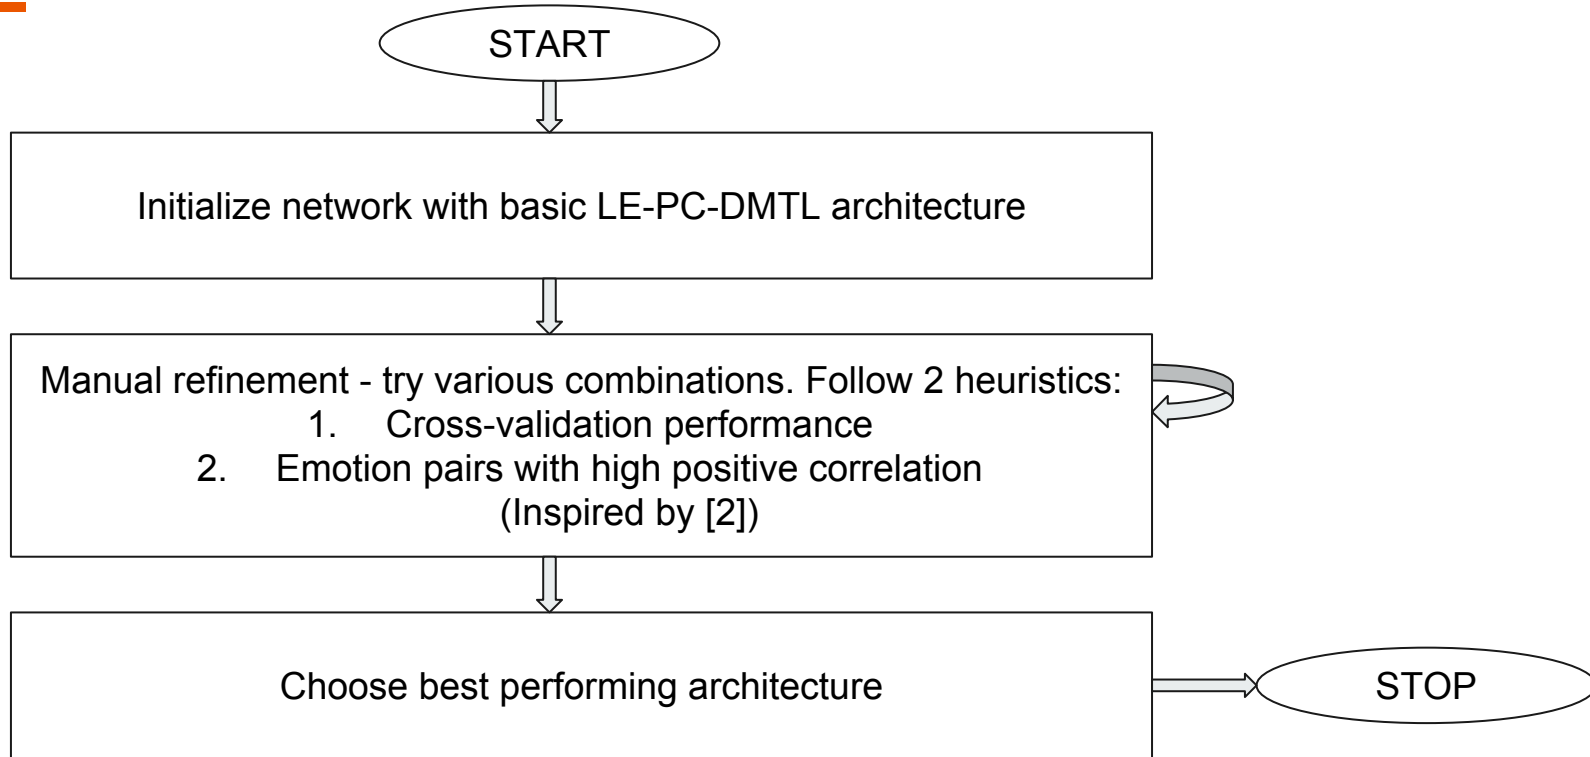 START
Initialize network with basic LE-PC-DMTL architecture
Manual refinement - try various combinations. Follow 2 heuristics:
1. Cross-validation performance
2. Emotion pairs with high positive correlation
(Inspired by [2])
Choose best performing architecture
STOP